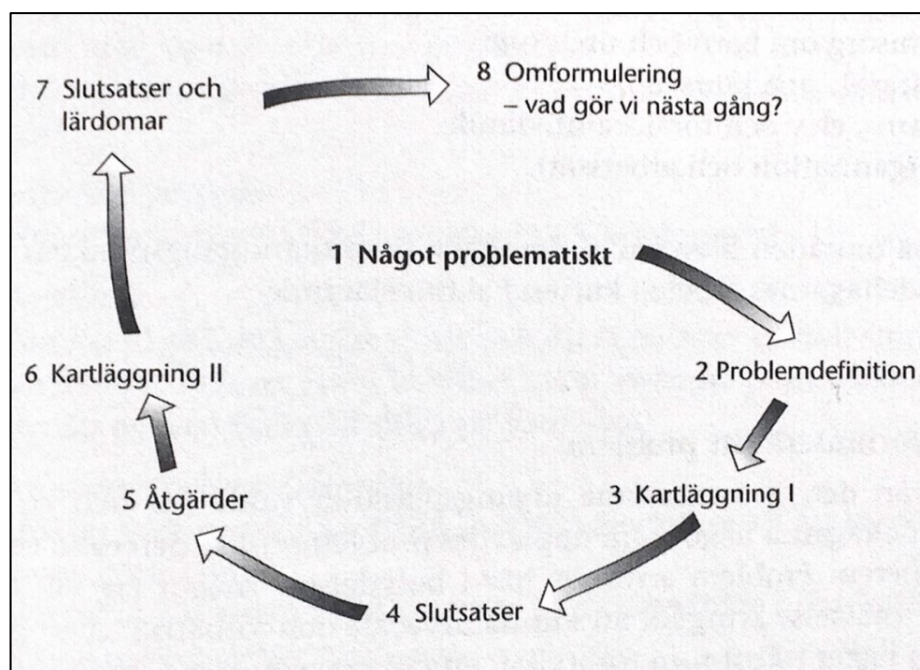 1 Något problematiskt
2 Problemdefinition
3 Kartläggning I
4 Slutsatser
5 Åtgärder
6 Kartläggning II
7 Slutsatser och
lärdomar
8 Omformulering
– vad gör vi nästa gång?